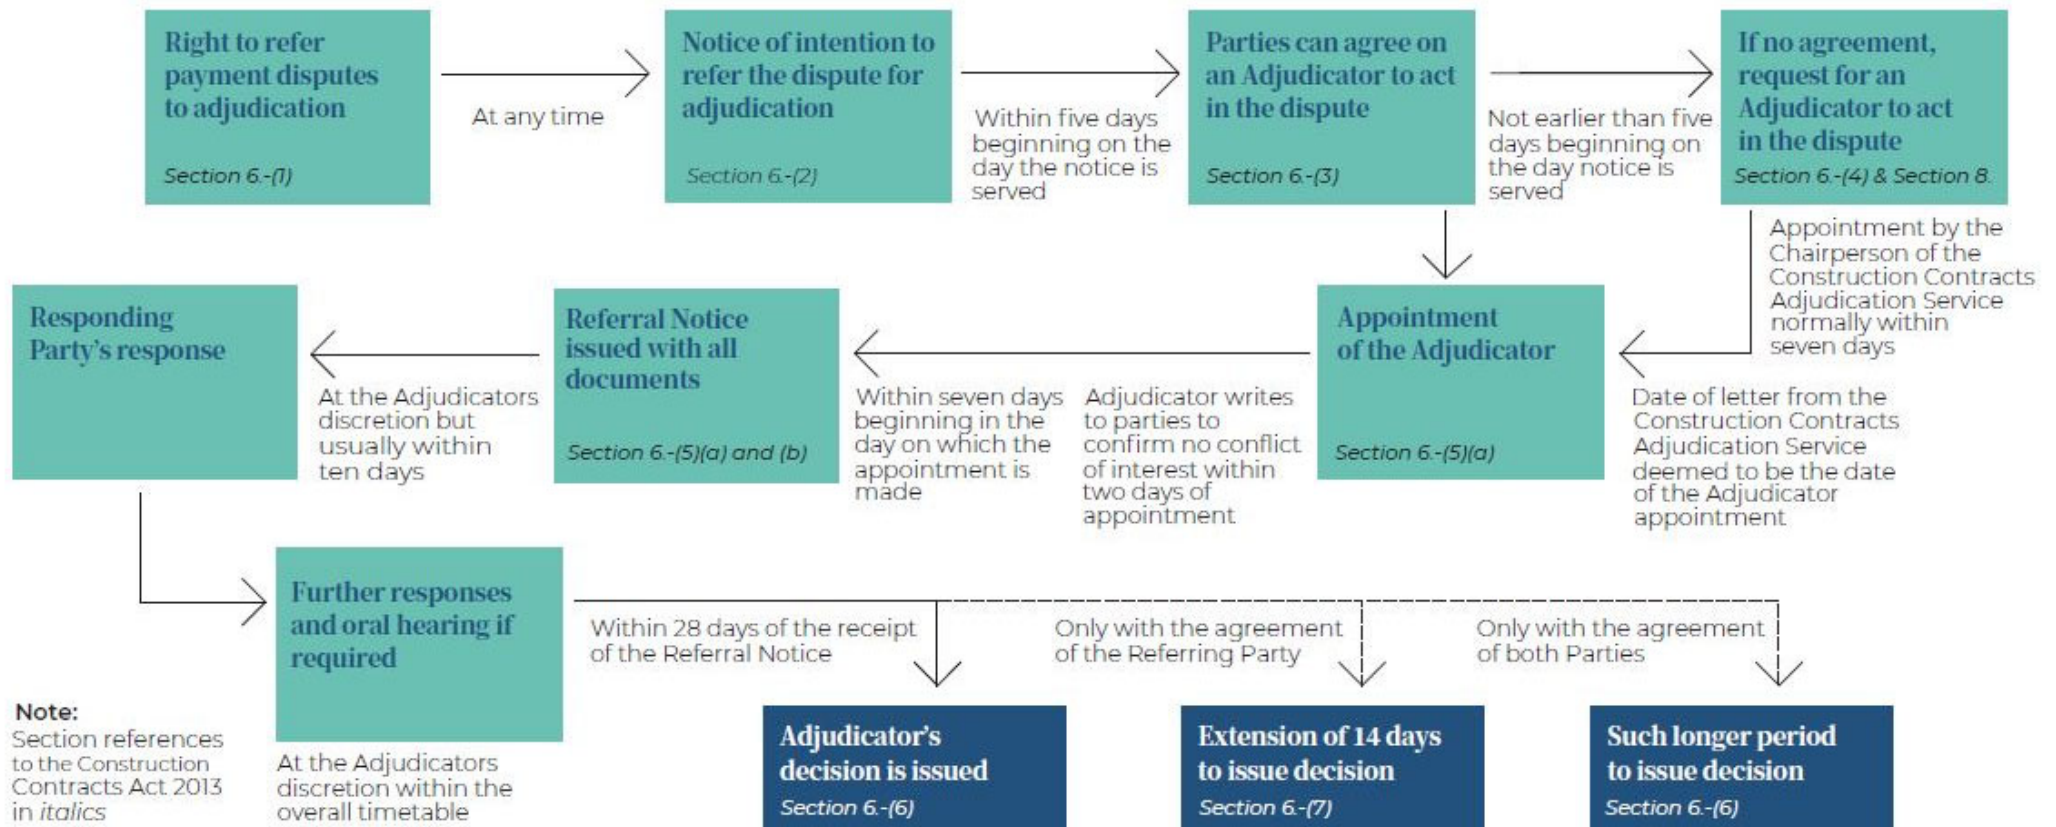 Right to refer
payment disputes
to adjudication
Section 6.-(1)
At any time
Notice of intention to
refer the dispute for
adjudication
Section 6.-(2)
Within five days
beginning on the
day the notice is
served
Parties can agree on
an Adjudicator to act
in the dispute
Section 6.-(3)
Not earlier than five
days beginning on
the day notice is
served
If no agreement,
request for an
Adjudicator to act
in the dispute
Section 6.-(4) & Section 8.
Appointment by the
Chairperson of the
Construction Contracts
Adjudication Service
normally within
seven days
Date of letter from the
Construction Contracts
Adjudication Service
deemed to be the date
of the Adjudicator
appointment
Appointment
of the Adjudicator
Section 6.-(5)(a)
Adjudicator writes
to parties to
confirm no conflict
of interest within
two days of
appointment
Within seven days
beginning in the
day on which the
appointment is
made
Referral Notice
issued with all
documents
Section 6.-(5)(a) and (b)
At the Adjudicators
discretion but
usually within
ten days
Responding
Party's response
Further responses
and oral hearing if
required
At the Adjudicators
discretion within the
overall timetable
Within 28 days of the receipt
of the Referral Notice
Only with the agreement
of the Referring Party
Only with the agreement
of both Parties
Adjudicator's
decision is issued
Section 6.-(6)
Extension of 14 days
to issue decision
Section 6.-(7)
Such longer period
to issue decision
Section 6.-(6)
Note:
Section references
to the Construction
Contracts Act 2013
in italics